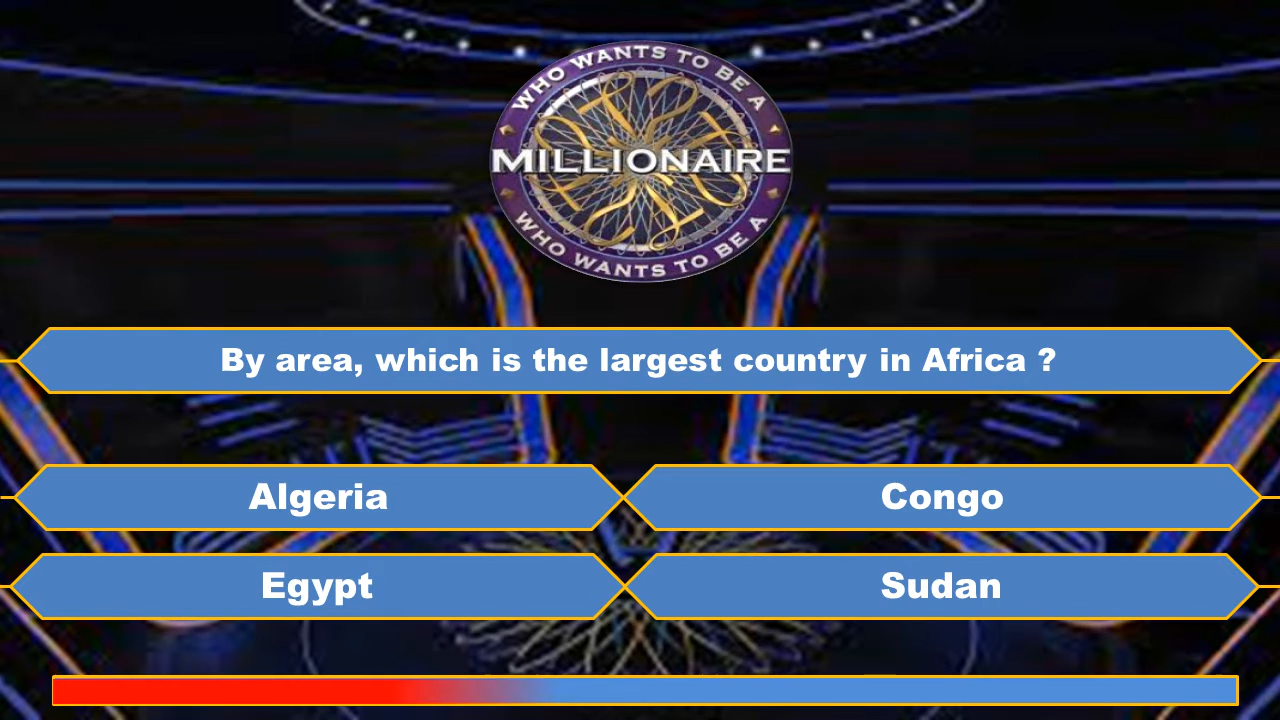 WHO WANTS TO BE A
MILLIONAIRE
WHO WANTS TO BE A
By area, which is the largest country in Africa ?
Algeria
Congo
Egypt
Sudan